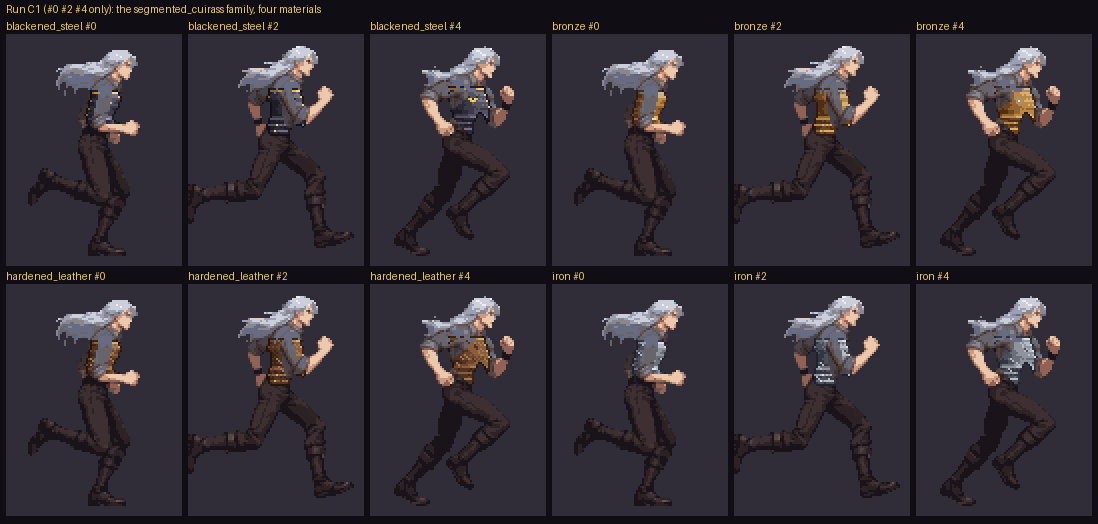 Run C1 (#0 #2 #4 only): the segmented_cuirass family, four materials
blackened_steel #0 blackened_steel #2 blackened_steel #4 bronze #0 bronze #2 bronze #4
hardened_leather #0 hardened_leather #2 hardened_leather #4 iron #0 iron #2 iron #4